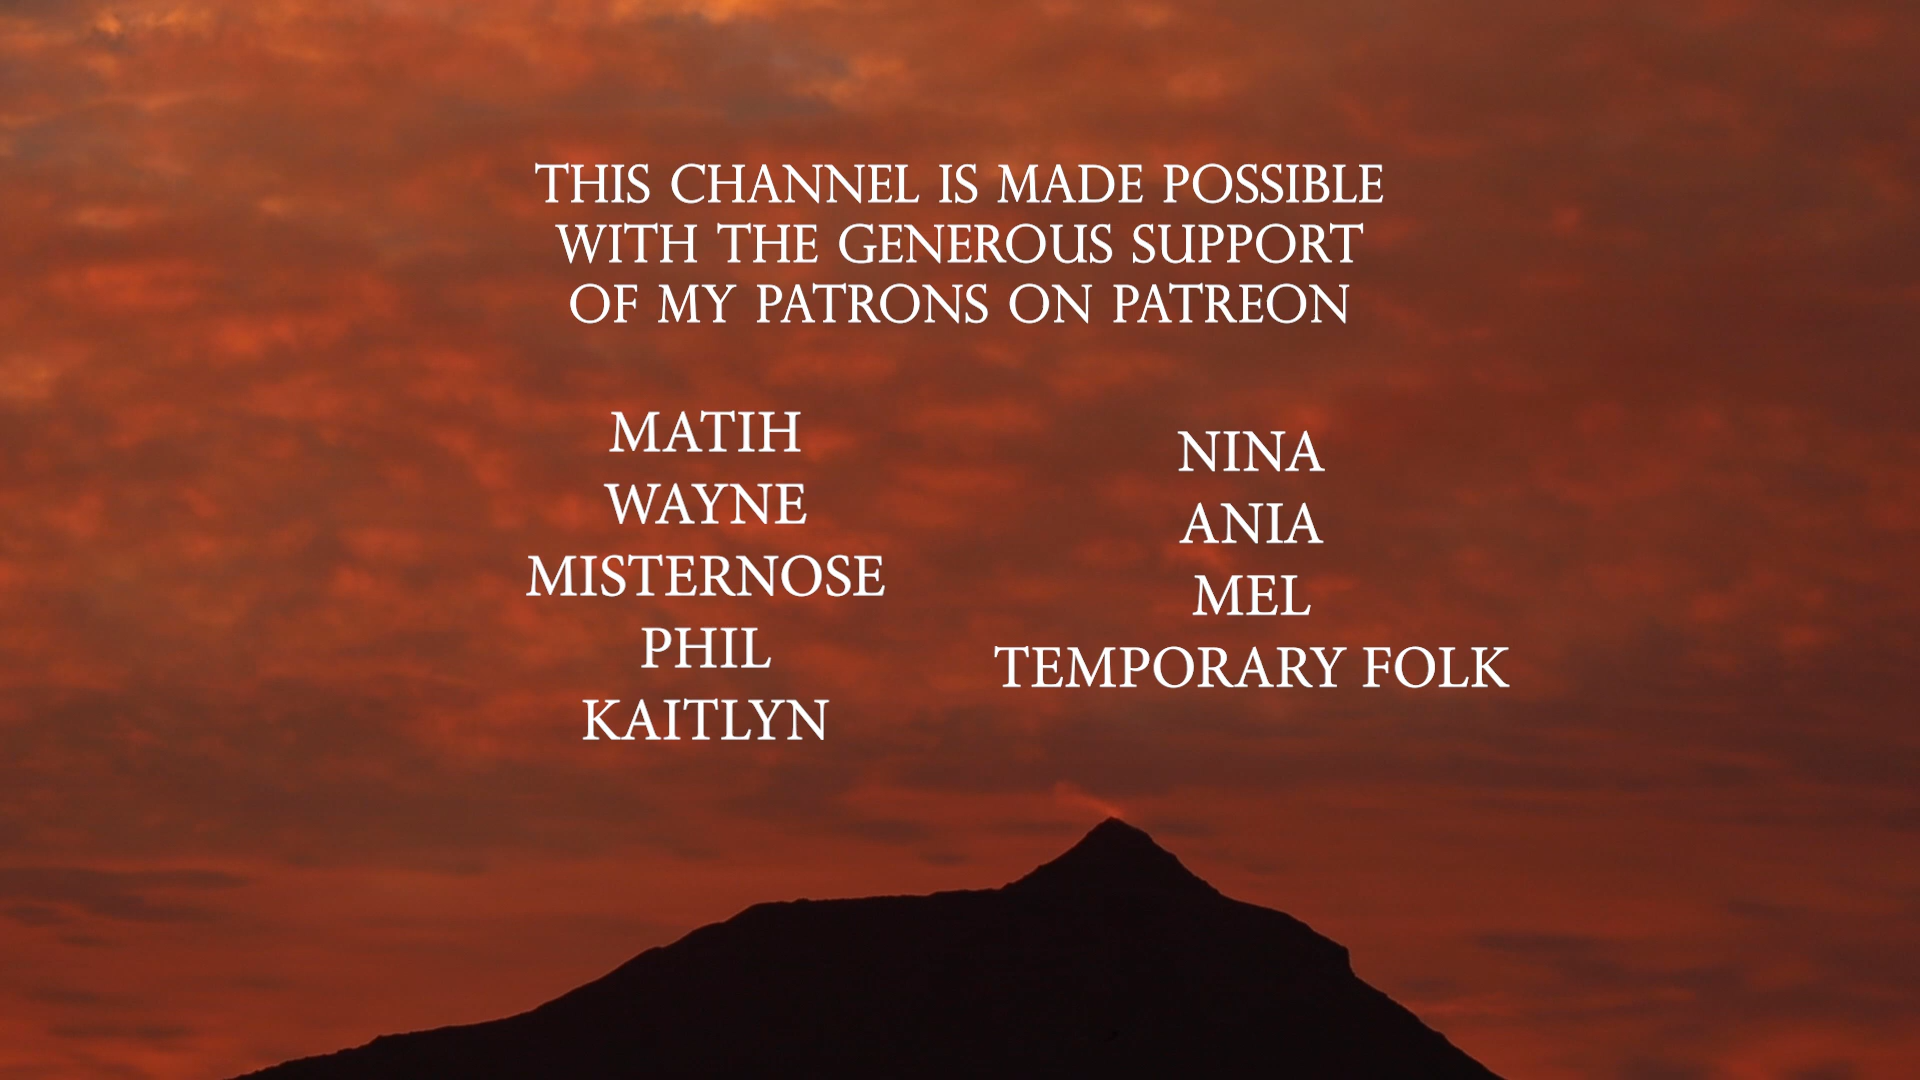 THIS CHANNEL IS MADE POSSIBLE
WITH THE GENEROUS SUPPORT
OF MY PATRONS ON PATREON
MATIH
WAYNE
MISTERNOSE
PHIL
KAITLYN
NINA
ANIA
MEL
TEMPORARY FOLK